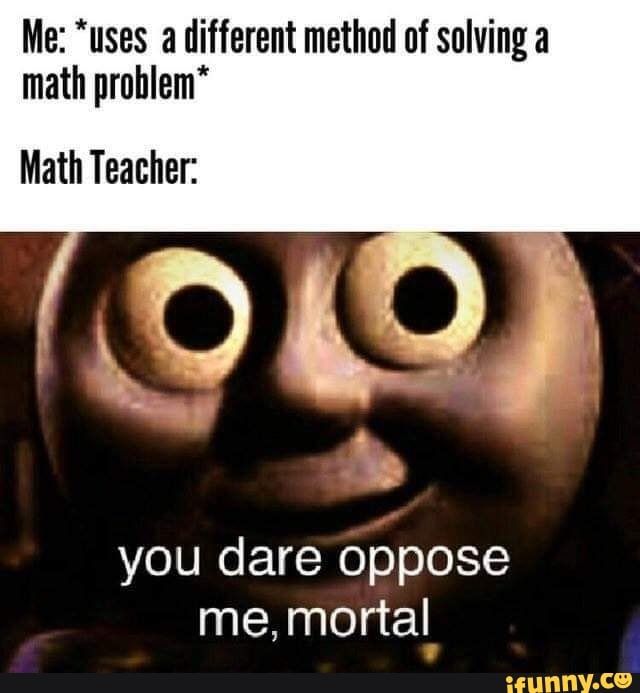 Me: *uses a different method of solving a
math problem*
Math Teacher:
you dare oppose
me, mortal
ifunny.co